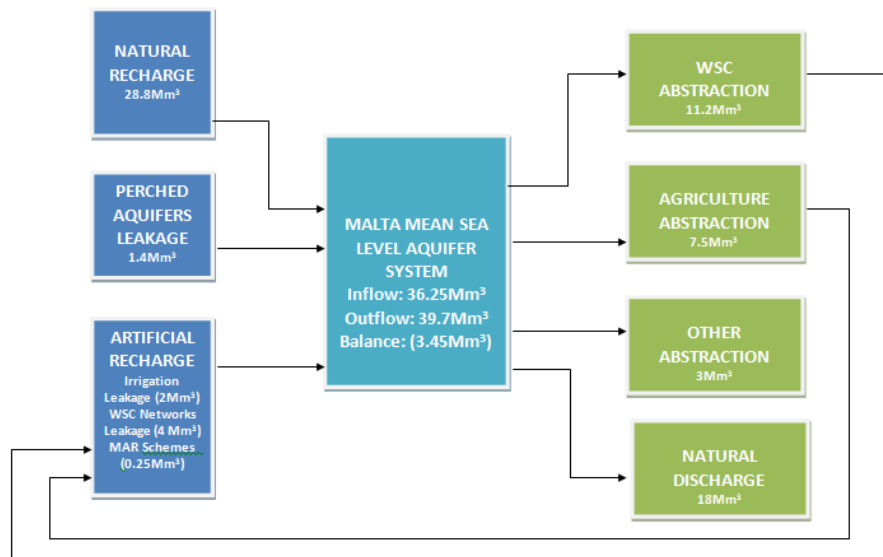 NATURAL
RECHARGE
28.8Mm³
PERCHED
AQUIFERS
LEAKAGE
1.4Mm³
ARTIFICIAL
RECHARGE
Irrigation
Leakage (2Mm³)
WSC Networks
Leakage (4 Mm³)
MAR Schemes
(0.25Mm³)
MALTA MEAN SEA
LEVEL AQUIFER
SYSTEM
Inflow: 36.25Mm³
Outflow: 39.7Mm³
Balance: (3.45Mm³)
WSC
ABSTRACTION
11.2Mm³
AGRICULTURE
ABSTRACTION
7.5Mm³
OTHER
ABSTRACTION
3Mm³
NATURAL
DISCHARGE
18Mm³